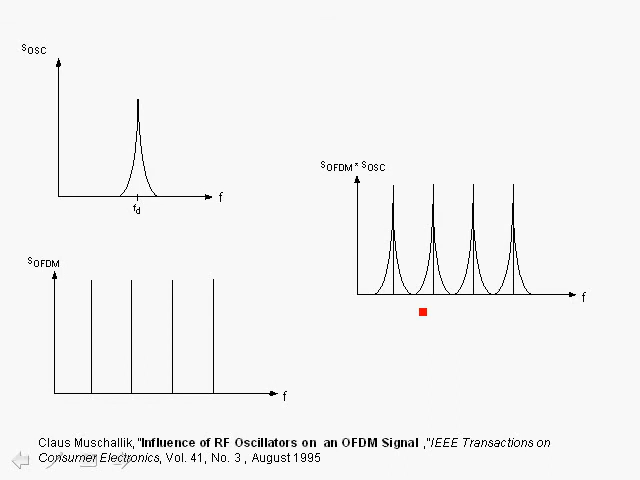 SOSC
f
fd
SOFDM * SOSC
f
SOFDM
f
Claus Muschallik,"Influence of RF Oscillators on an OFDM Signal ,"IEEE Transactions on
Consumer Electronics, Vol. 41, No. 3 , August 1995